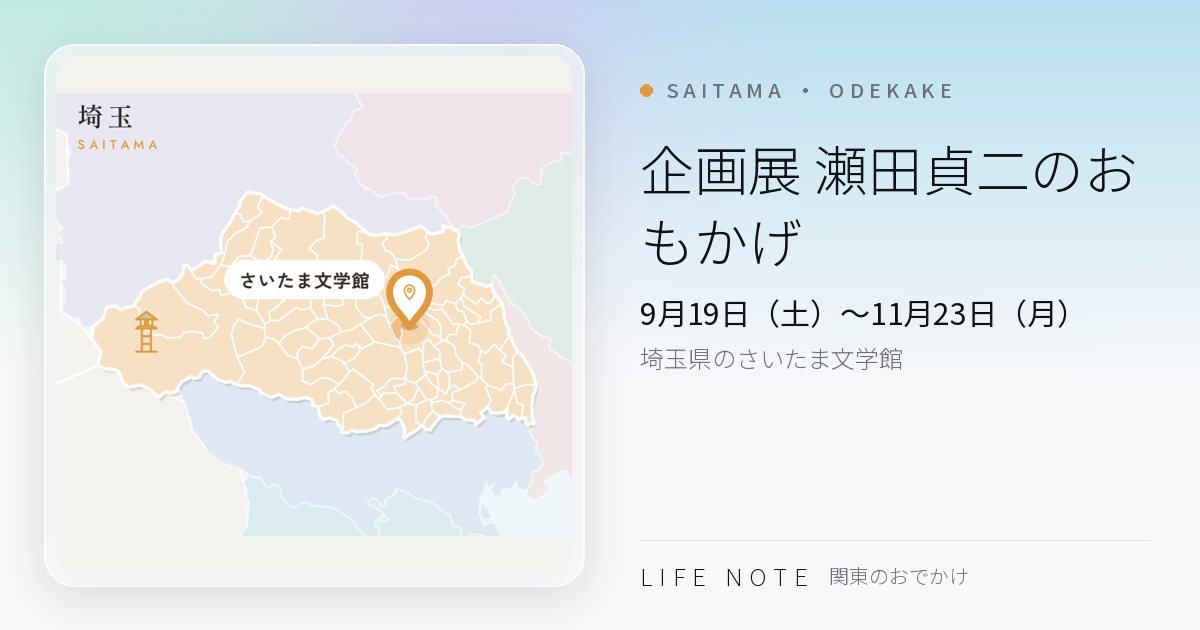 埼玉
SAITAMA
さいたま文学館
SAITAMA • ODEKAKE
企画展 瀬田貞二のお
もかげ
9月19日（土）〜11月23日（月）
埼玉県のさいたま文学館
LIFE NOTE 関東のおでかけ